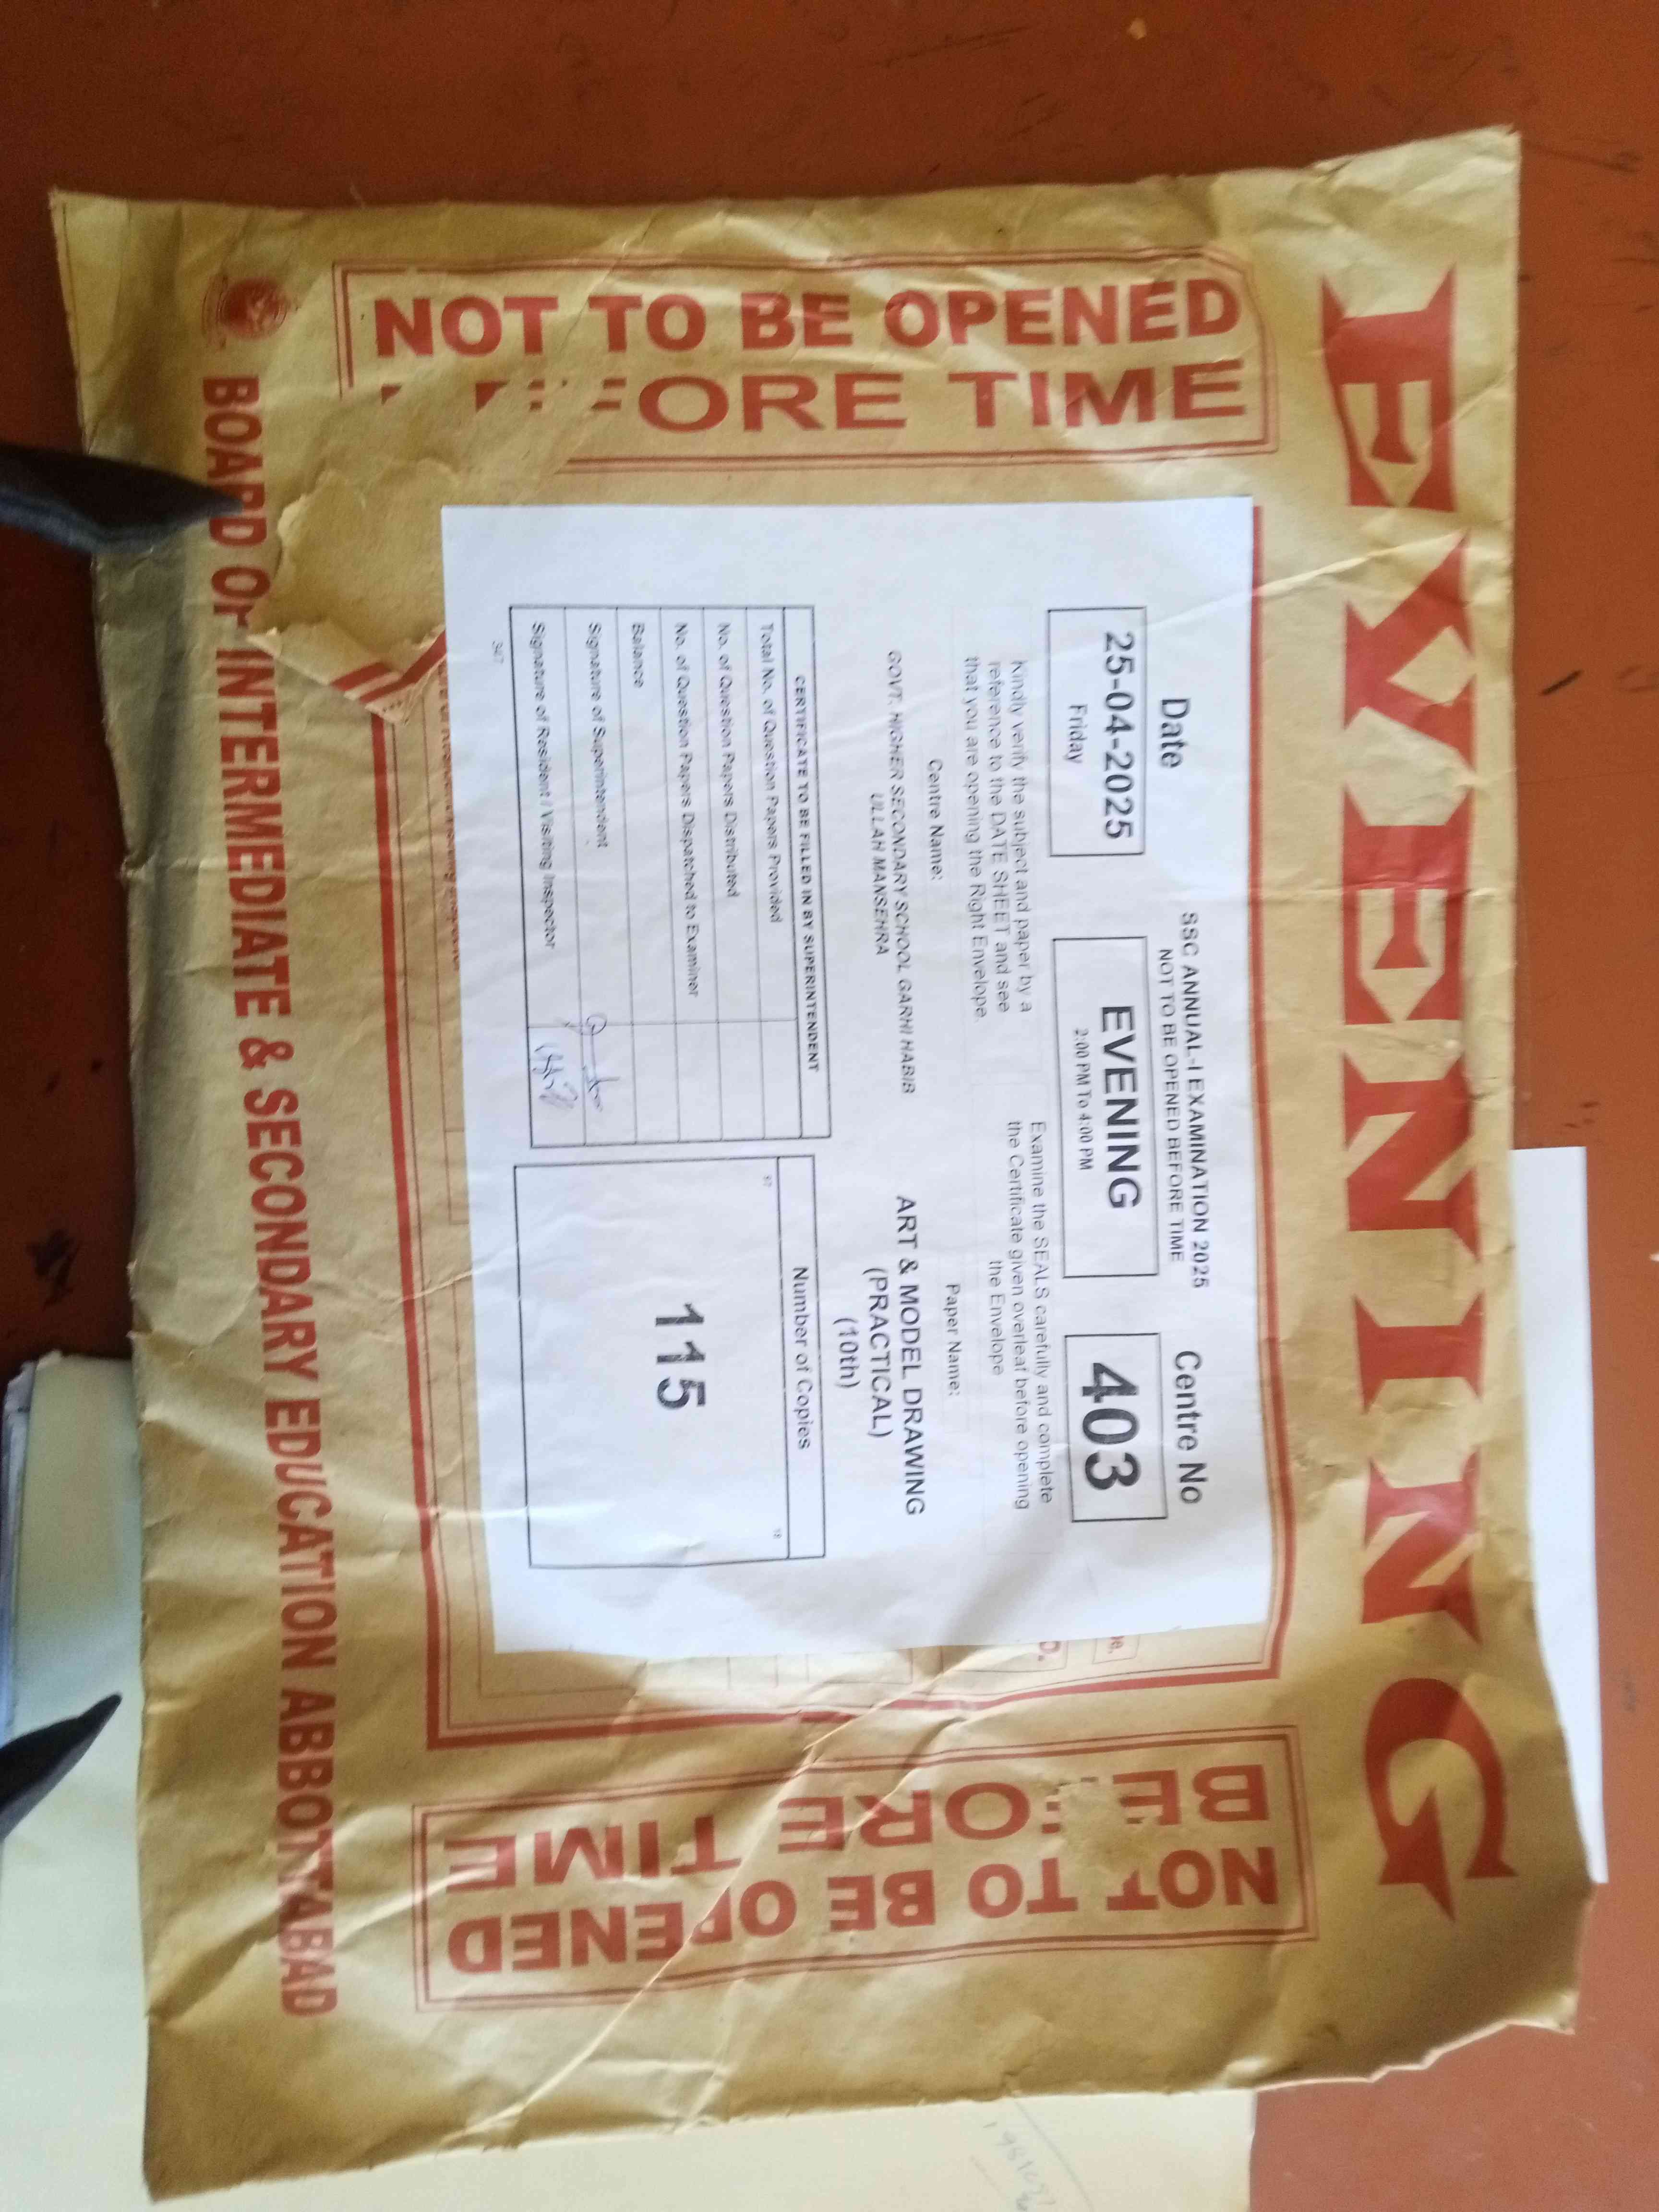 EVENING
NOT TO BE OPENED
FORE TIME
Date
25-04-2025
Friday
SSC ANNUAL-I EXAMINATION 2025
NOT TO BE OPENED BEFORE TIME
EVENING
2:00 PM To 4:00 PM
Centre No
403
Kindly verify the subject and paper by a
reference to the DATE SHEET and see
that you are opening the Right Envelope.
Examine the SEALS carefully and complete
the Certificate given overleaf before opening
the Envelope
Centre Name:
GOVT. HIGHER SECONDARY SCHOOL GARHI HABIB
ULLAH MANSEHRA
Paper Name:
ART & MODEL DRAWING
(PRACTICAL)
(10th)
CERTIFICATE TO BE FILLED IN BY SUPERINTENDENT
Total No. of Question Papers Provided
No. of Question Papers Distributed
No. of Question Papers Dispatched to Examiner
Balance
Signature of Superintendent
Signature of Resident / Visiting Inspector
Number of Copies
97
18
115
947
NOT TO BE OPENED
BEFORE TIME
BOARD OF INTERMEDIATE & SECONDARY EDUCATION ABBOTTABAD